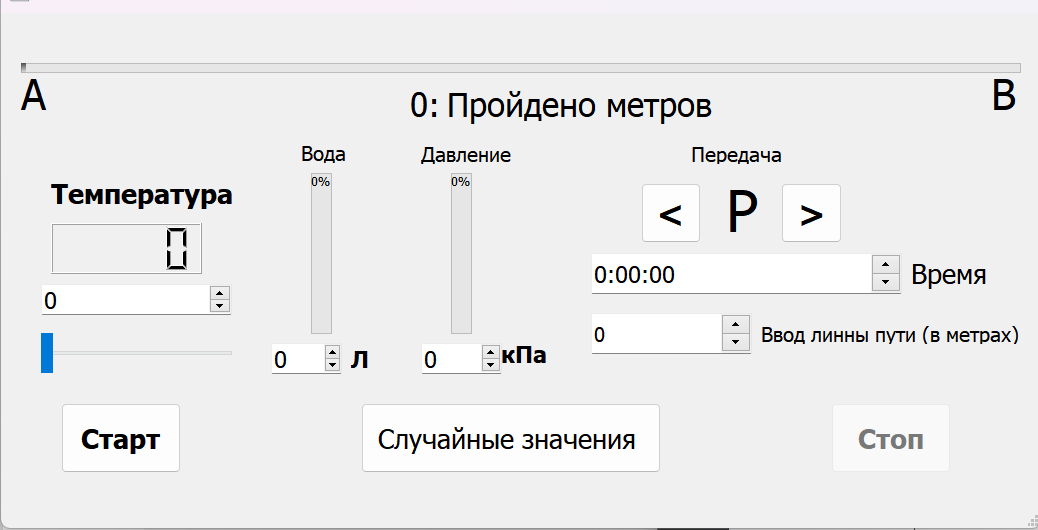 A B
0: Пройдено метров
Вода Давление Передача
0% 0%
Температура
< P >
0
0:00:00 Время
0
0 Ввод линны пути (в метрах)
0 Л 0 кПа
Старт Случайные значения Стоп